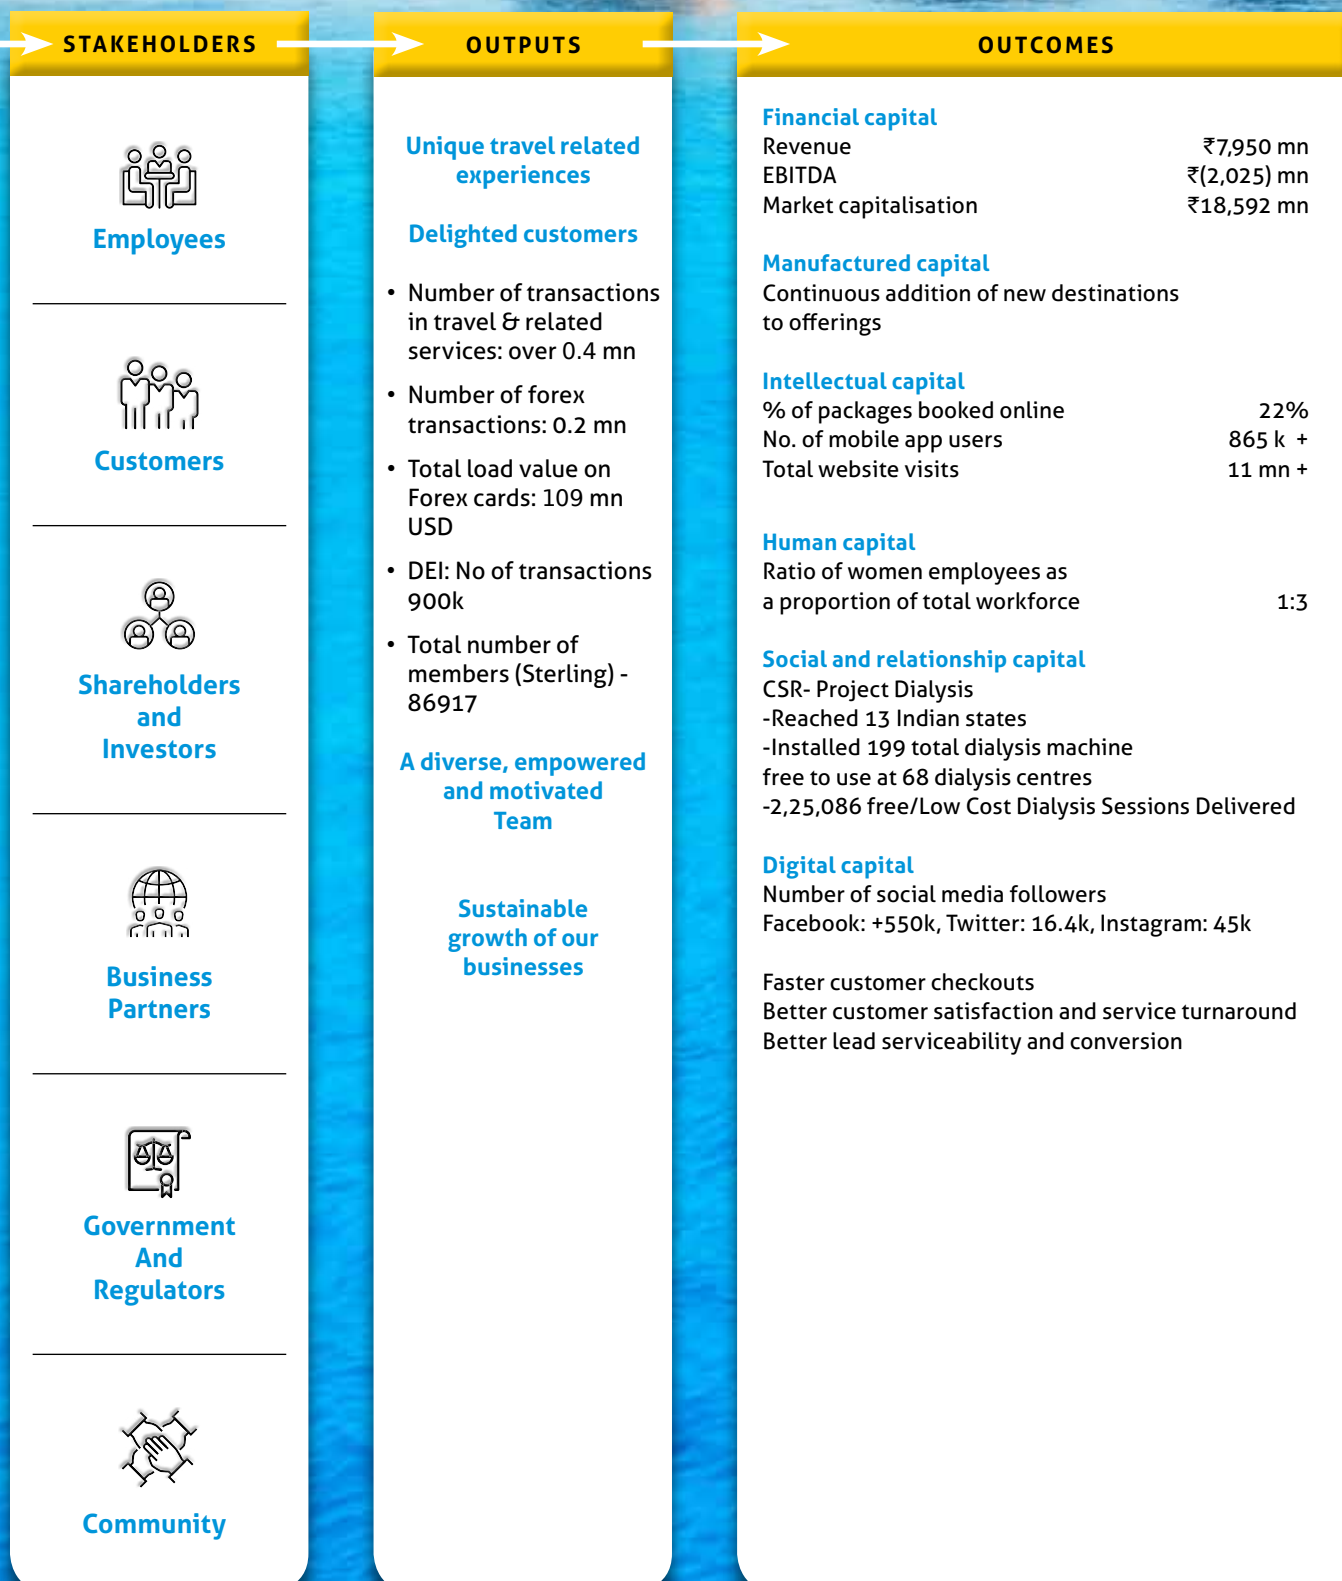 STAKEHOLDERS
Employees
Customers
Shareholders
and
Investors
Business
Partners
Government
And
Regulators
Community
OUTPUTS
Unique travel related
experiences
Delighted customers
• Number of transactions
in travel & related
services: over 0.4 mn
• Number of forex
transactions: 0.2 mn
• Total load value on
Forex cards: 109 mn
USD
• DEI: No of transactions
900k
• Total number of
members (Sterling) -
86917
A diverse, empowered
and motivated
Team
Sustainable
growth of our
businesses
OUTCOMES
Financial capital
Revenue ₹7,950 mn
EBITDA ₹(2,025) mn
Market capitalisation ₹18,592 mn
Manufactured capital
Continuous addition of new destinations
to offerings
Intellectual capital
% of packages booked online 22%
No. of mobile app users 865 k +
Total website visits 11 mn +
Human capital
Ratio of women employees as
a proportion of total workforce 1:3
Social and relationship capital
CSR- Project Dialysis
-Reached 13 Indian states
-Installed 199 total dialysis machine
free to use at 68 dialysis centres
-2,25,086 free/Low Cost Dialysis Sessions Delivered
Digital capital
Number of social media followers
Facebook: +550k, Twitter: 16.4k, Instagram: 45k
Faster customer checkouts
Better customer satisfaction and service turnaround
Better lead serviceability and conversion